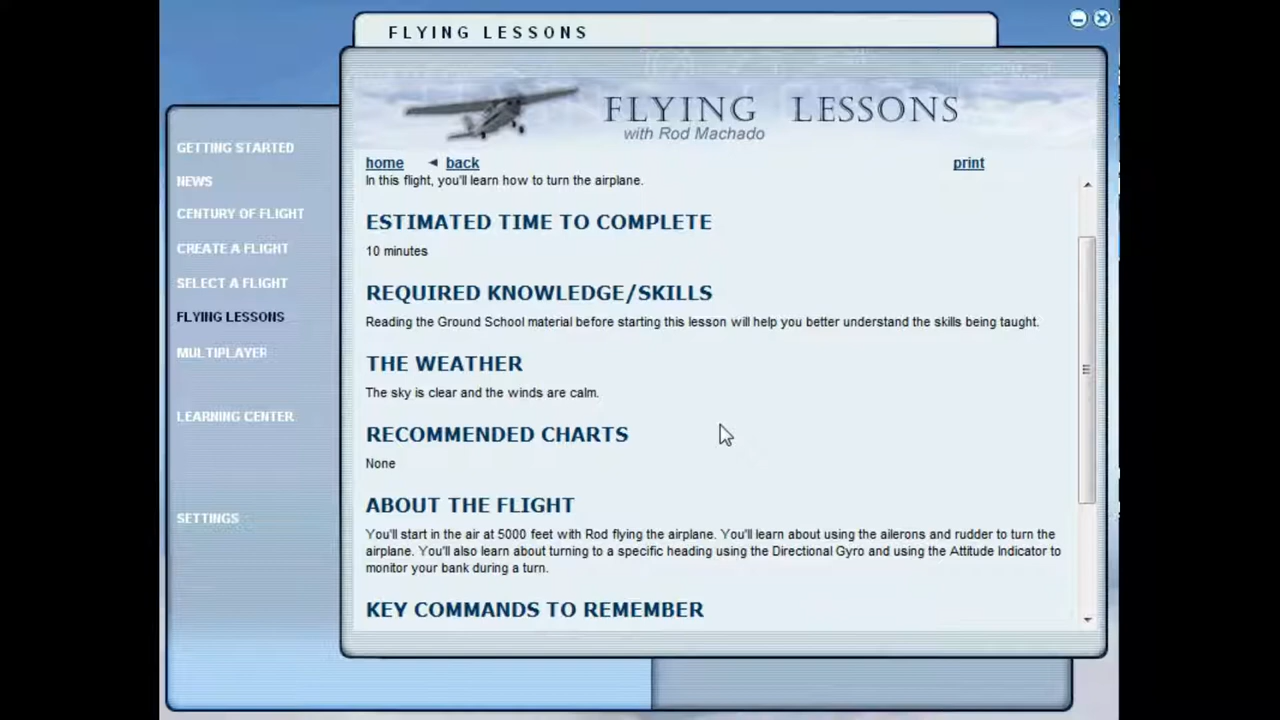 FLYING LESSONS
FLYING LESSONS
with Rod Machado
home ◄ back print
In this flight, you'll learn how to turn the airplane.
ESTIMATED TIME TO COMPLETE
10 minutes
REQUIRED KNOWLEDGE/SKILLS
Reading the Ground School material before starting this lesson will help you better understand the skills being taught.
THE WEATHER
The sky is clear and the winds are calm.
RECOMMENDED CHARTS
None
ABOUT THE FLIGHT
You'll start in the air at 5000 feet with Rod flying the airplane. You'll learn about using the ailerons and rudder to turn the
airplane. You'll also learn about turning to a specific heading using the Directional Gyro and using the Attitude Indicator to
monitor your bank during a turn.
KEY COMMANDS TO REMEMBER
GETTING STARTED
NEWS
CENTURY OF FLIGHT
CREATE A FLIGHT
SELECT A FLIGHT
FLYING LESSONS
MULTIPLAYER
LEARNING CENTER
SETTINGS